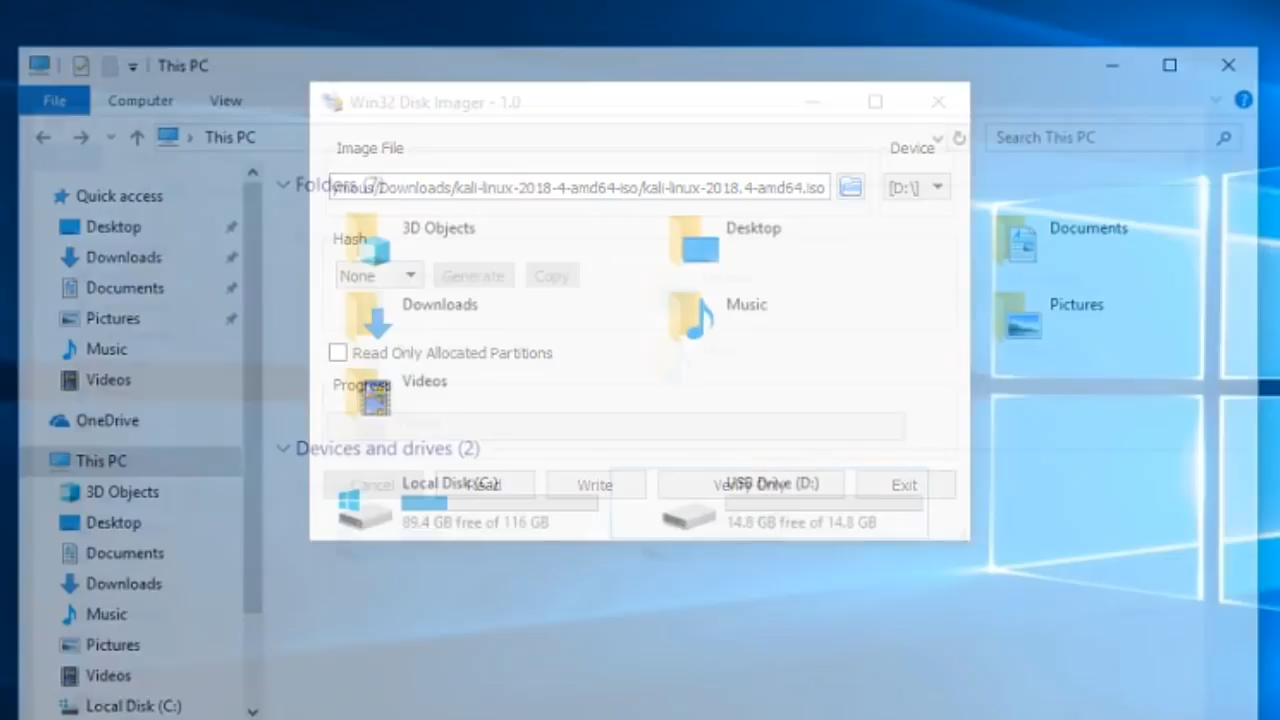 This PC
File Computer View
This PC
Search This PC
Win32 Disk Imager - 1.0
Image File
Device
/Downloads/kali-linux-2018-4-amd64-iso/kali-linux-2018.4-amd64.iso
[D:\]
Hash
None
Generate
Copy
Read Only Allocated Partitions
Progress
Cancel
Read
Write
Verify Only
Exit
Quick access
Desktop
Downloads
Documents
Pictures
Music
Videos
OneDrive
This PC
3D Objects
Desktop
Documents
Downloads
Music
Pictures
Videos
Local Disk (C:)
Folders (7)
3D Objects
Desktop
Documents
Downloads
Music
Pictures
Videos
Devices and drives (2)
Local Disk (C:)
89.4 GB free of 116 GB
USB Drive (D:)
14.8 GB free of 14.8 GB